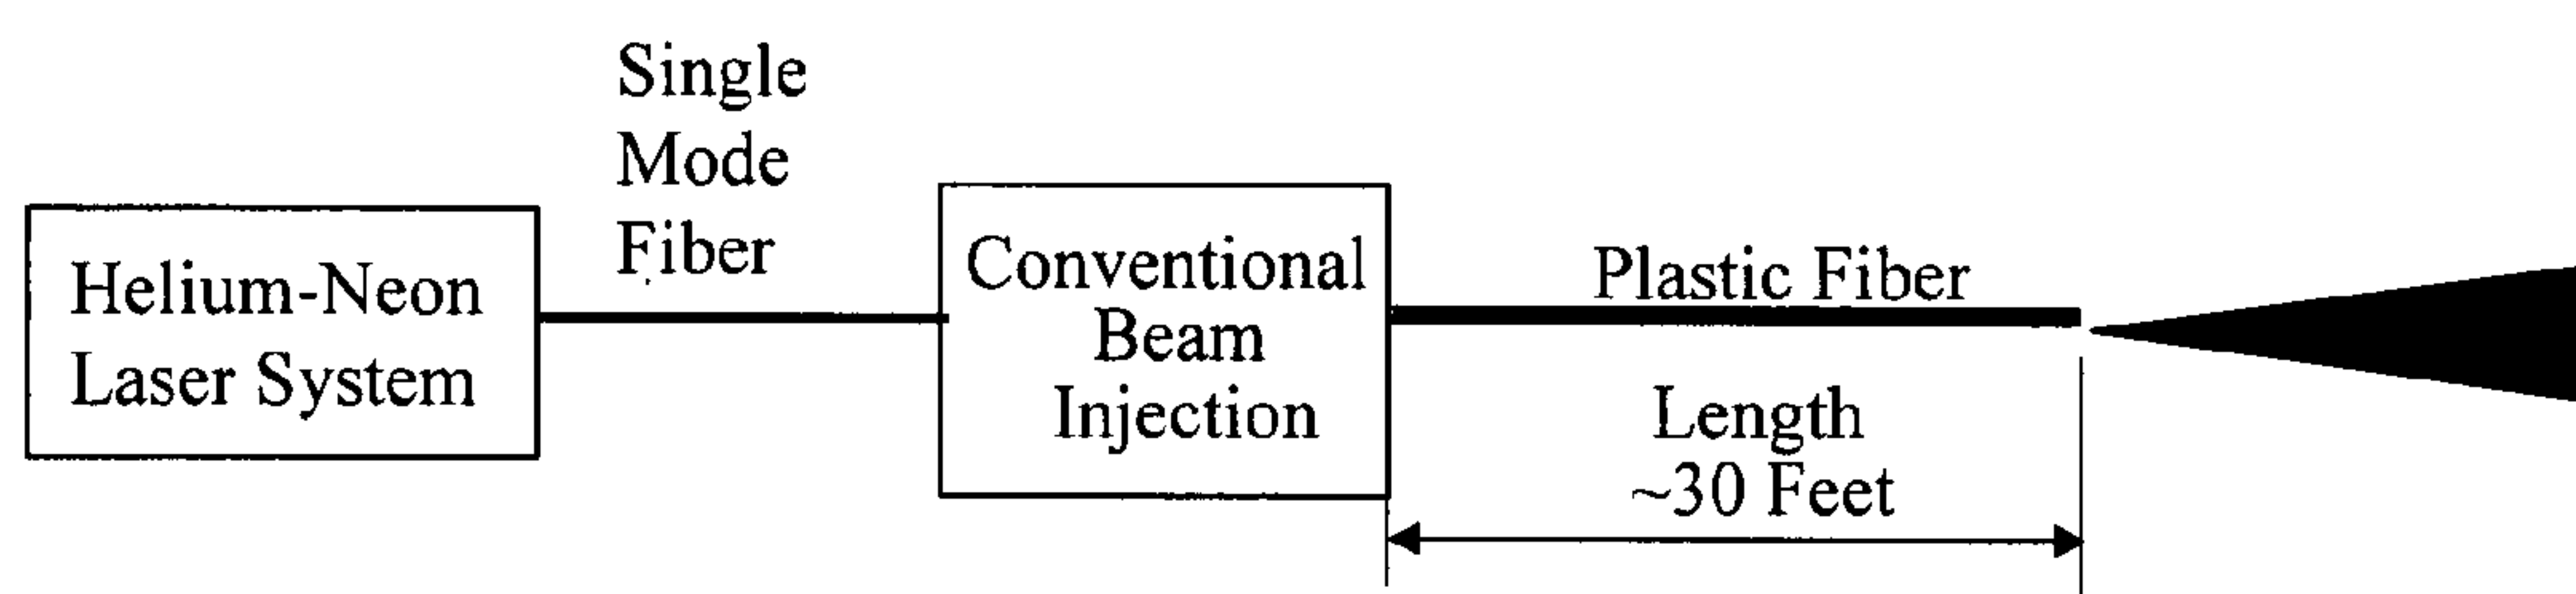 Single
Mode
Fiber
Helium-Neon
Laser System
Conventional
Beam
Injection
Plastic Fiber
Length
~30 Feet